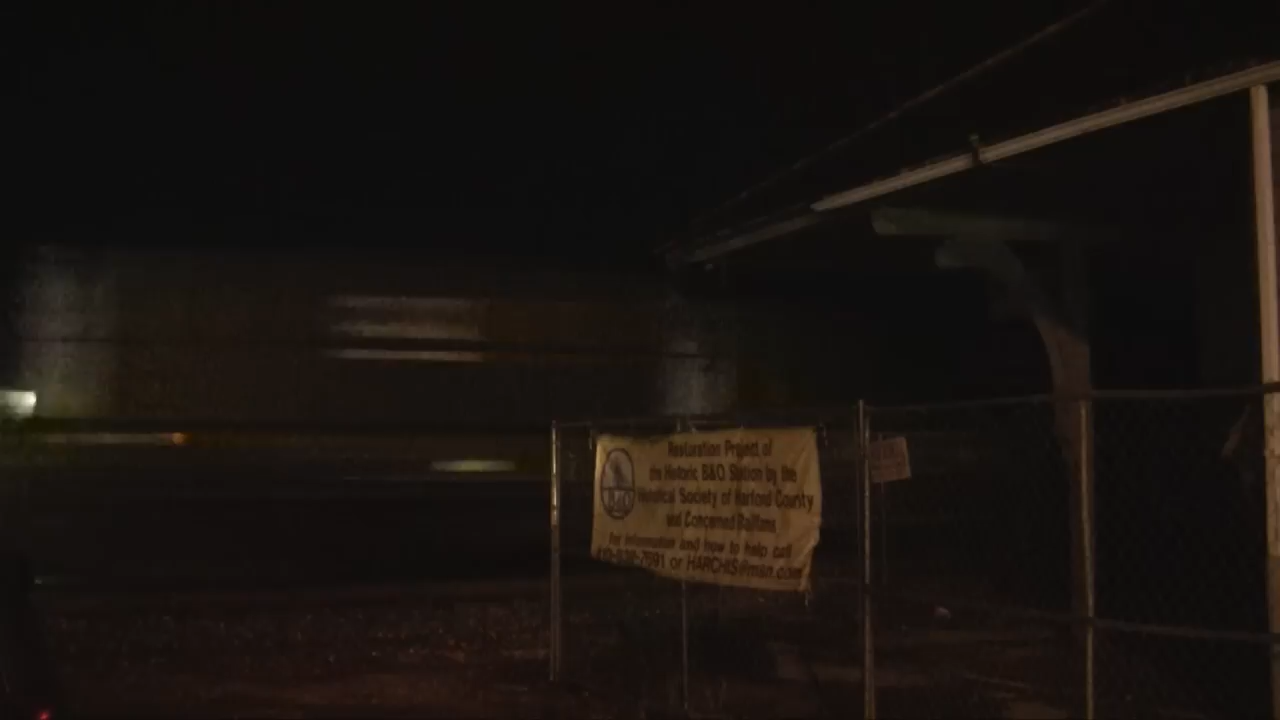 Restoration Project of
the Historic B&O Station by the
Historical Society of Harford County
and Concerned Railfans
For information and how to help call
or HARCHIS@msn.com
B&O